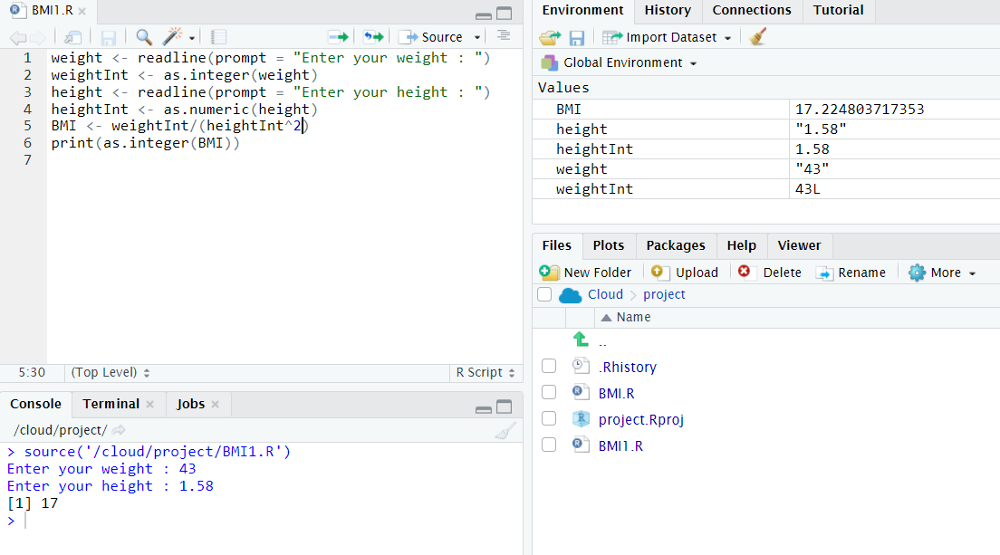 BMI1.R
Source
1 weight <- readline(prompt = "Enter your weight : ")
2 weightInt <- as.integer(weight)
3 height <- readline(prompt = "Enter your height : ")
4 heightInt <- as.numeric(height)
5 BMI <- weightInt/(heightInt^2)
6 print(as.integer(BMI))
7
5:30 (Top Level) R Script
Console Terminal Jobs
/cloud/project/
> source('/cloud/project/BMI1.R')
Enter your weight : 43
Enter your height : 1.58
[1] 17
>
Environment History Connections Tutorial
Import Dataset
Global Environment
Values
BMI 17.224803717353
height "1.58"
heightInt 1.58
weight "43"
weightInt 43L
Files Plots Packages Help Viewer
New Folder Upload Delete Rename More
Cloud project
Name
..
.Rhistory
BMI.R
project.Rproj
BMI1.R